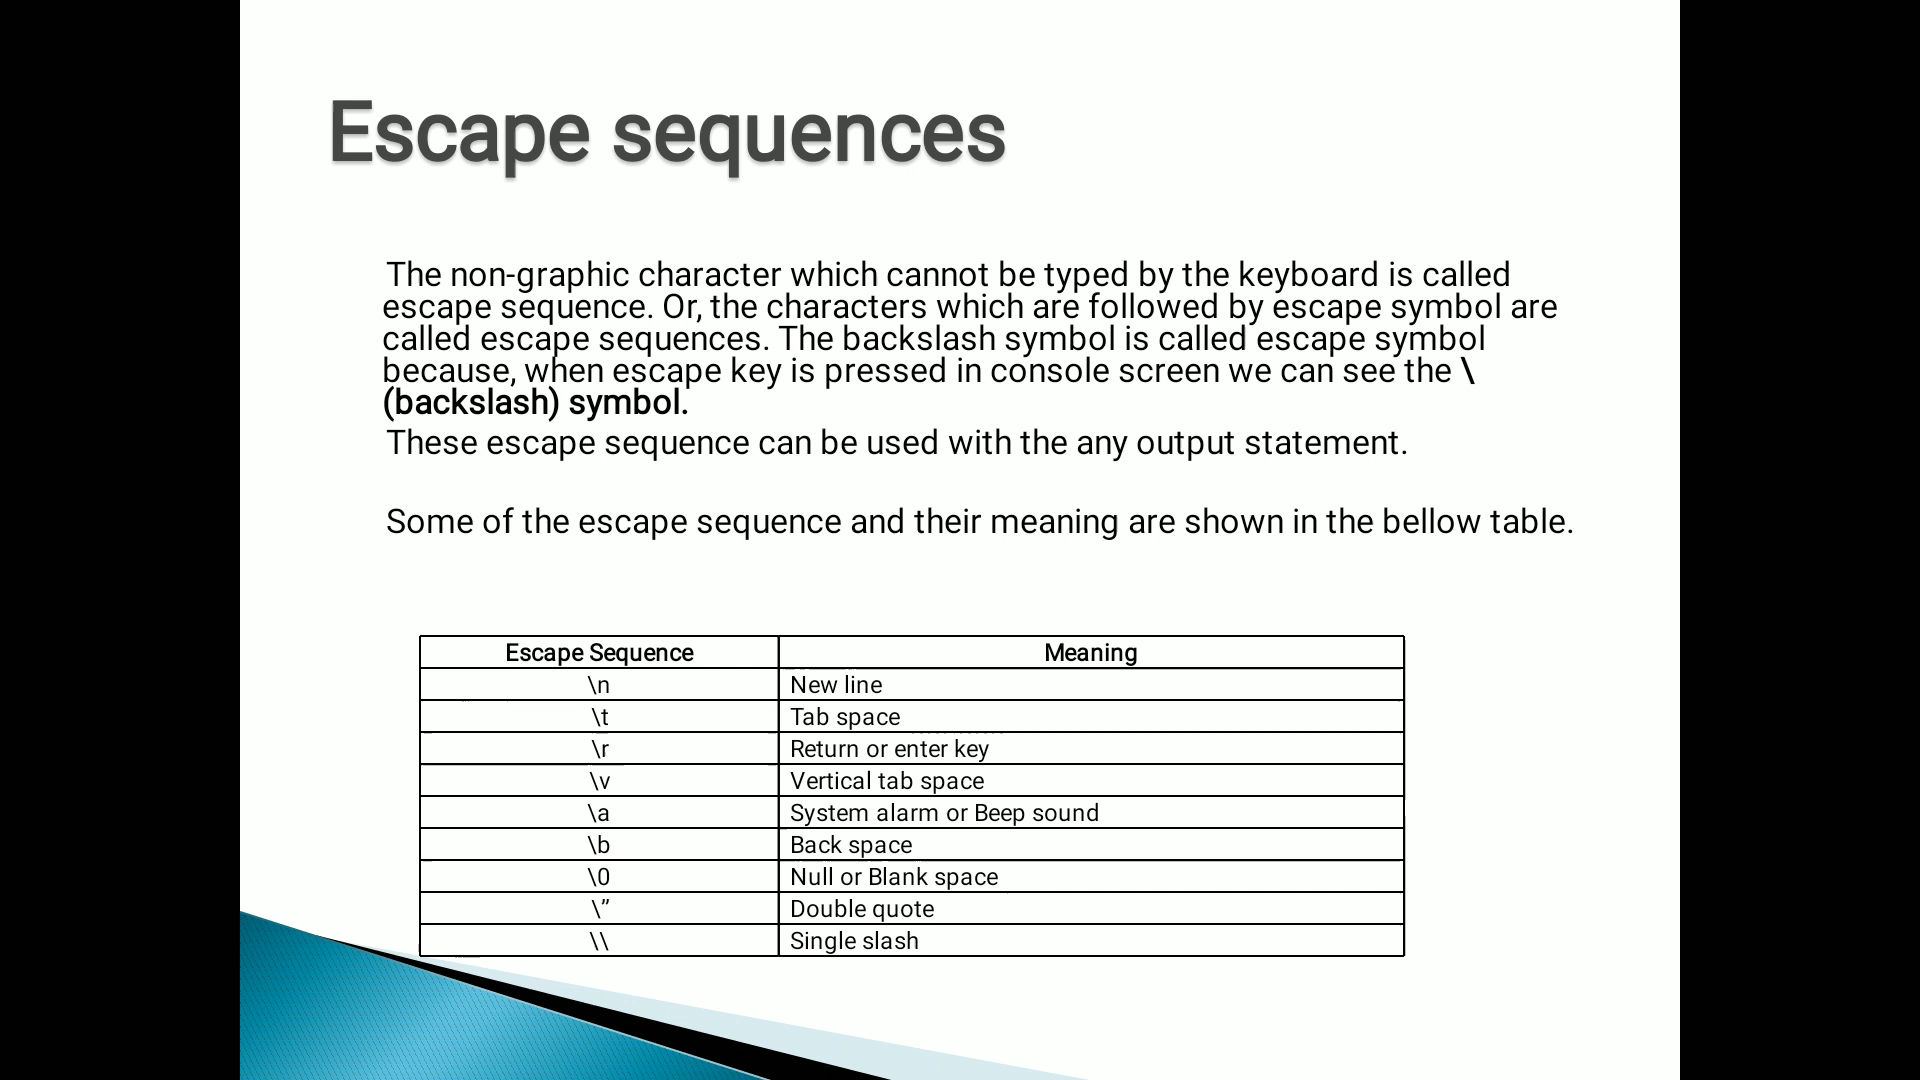 Escape sequences
The non-graphic character which cannot be typed by the keyboard is called
escape sequence. Or, the characters which are followed by escape symbol are
called escape sequences. The backslash symbol is called escape symbol
because, when escape key is pressed in console screen we can see the \
(backslash) symbol.
These escape sequence can be used with the any output statement.
Some of the escape sequence and their meaning are shown in the bellow table.
Escape Sequence Meaning
\n New line
\t Tab space
\r Return or enter key
\v Vertical tab space
\a System alarm or Beep sound
\b Back space
\0 Null or Blank space
\” Double quote
\\ Single slash